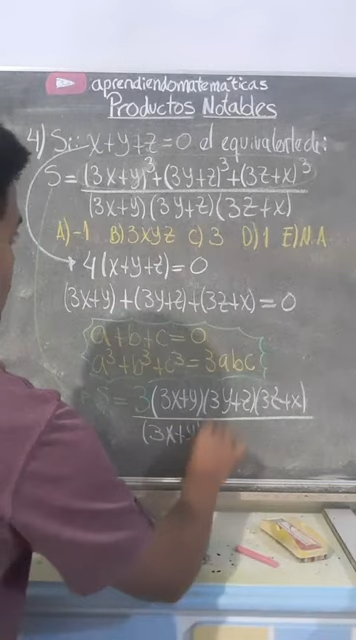 aprendiendomatemáticas
Productos Notables
4) Si: x+y+z=0 el equivalente de:
S = (3x+y)³+(3y+z)³+(3z+x)³
(3x+y)(3y+z)(3z+x)
A)-1 B)3xyz C)3 D)1 E)N.A
4(x+y+z)=0
(3x+y)+(3y+z)+(3z+x)=0
a+b+c=0
a³+b³+c³=3abc
S = 3(3x+y)(3y+z)(3z+x)
(3x+y)